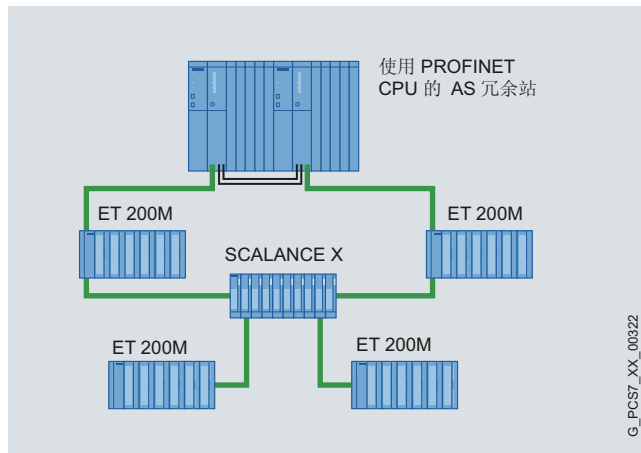 使用 PROFINET
CPU 的 AS 冗余站
ET 200M
ET 200M
SCALANCE X
ET 200M
ET 200M
G_PCS7_XX_00322